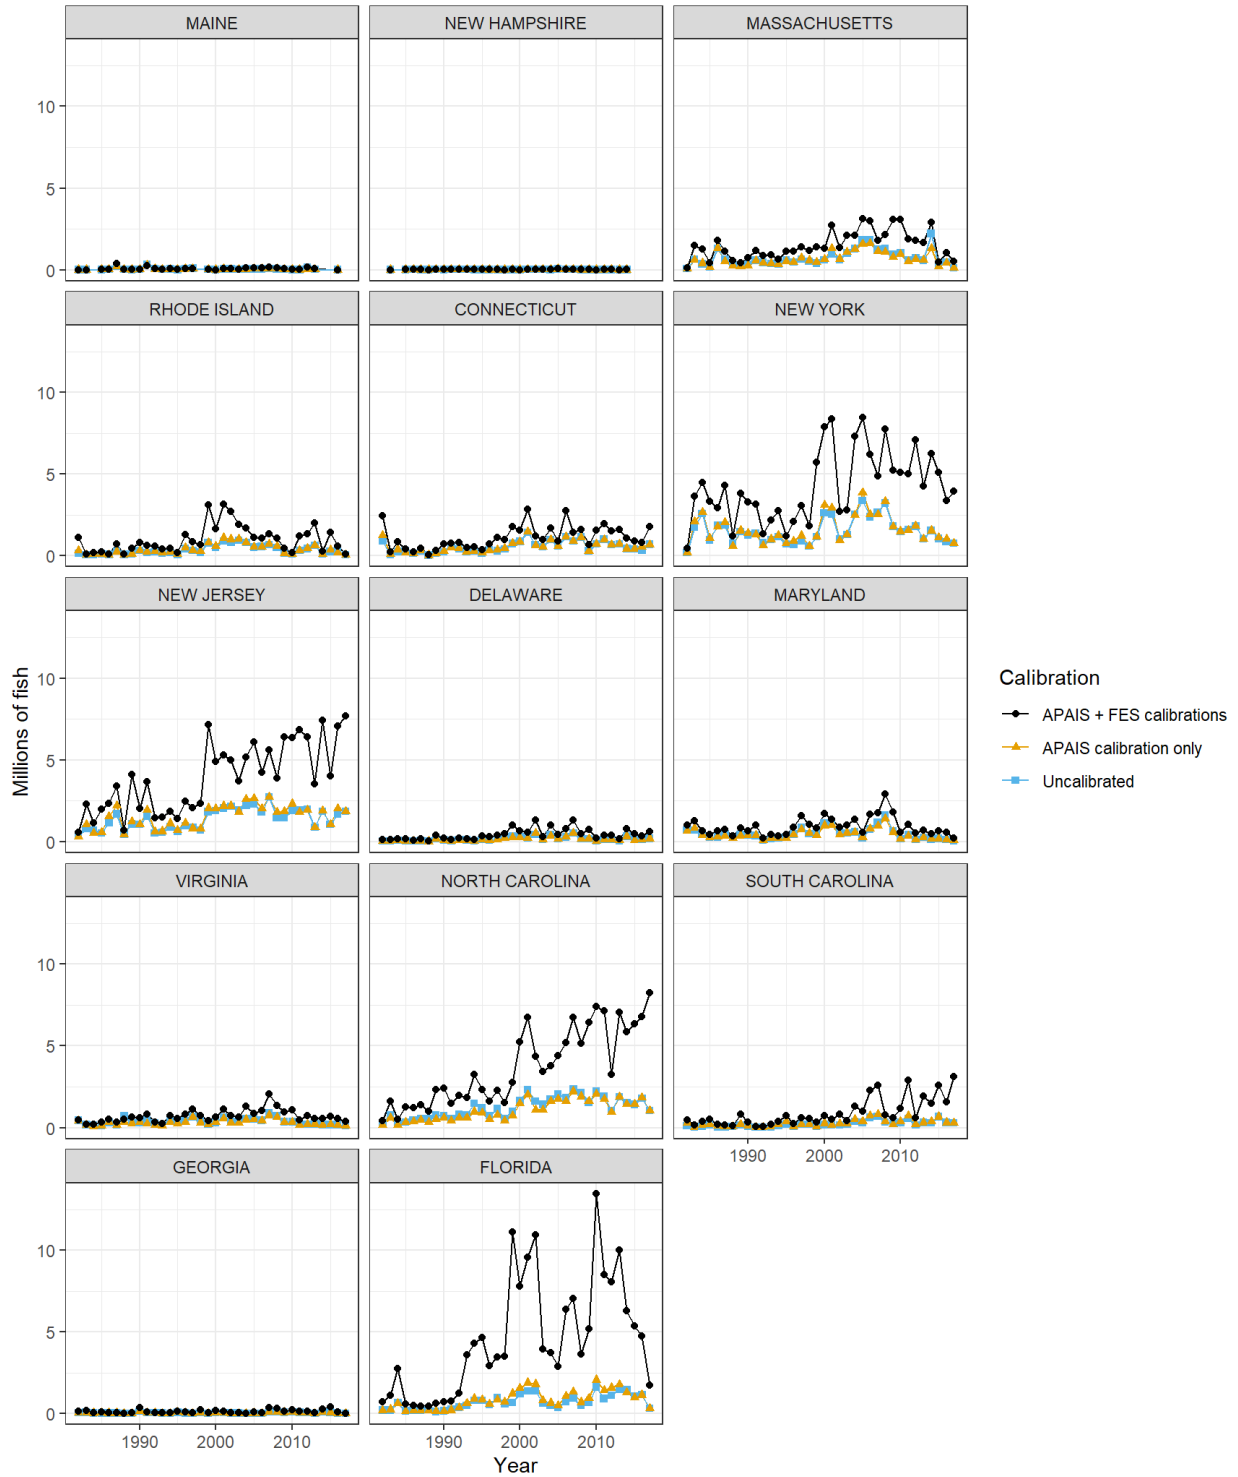 MAINE
NEW HAMPSHIRE
MASSACHUSETTS
10
5
0
RHODE ISLAND
CONNECTICUT
NEW YORK
10
5
0
NEW JERSEY
DELAWARE
MARYLAND
10
5
0
Millions of fish
Calibration
APAIS + FES calibrations
APAIS calibration only
Uncalibrated
VIRGINIA
NORTH CAROLINA
SOUTH CAROLINA
10
5
0
1990 2000 2010
GEORGIA
FLORIDA
10
5
0
1990 2000 2010
1990 2000 2010
Year